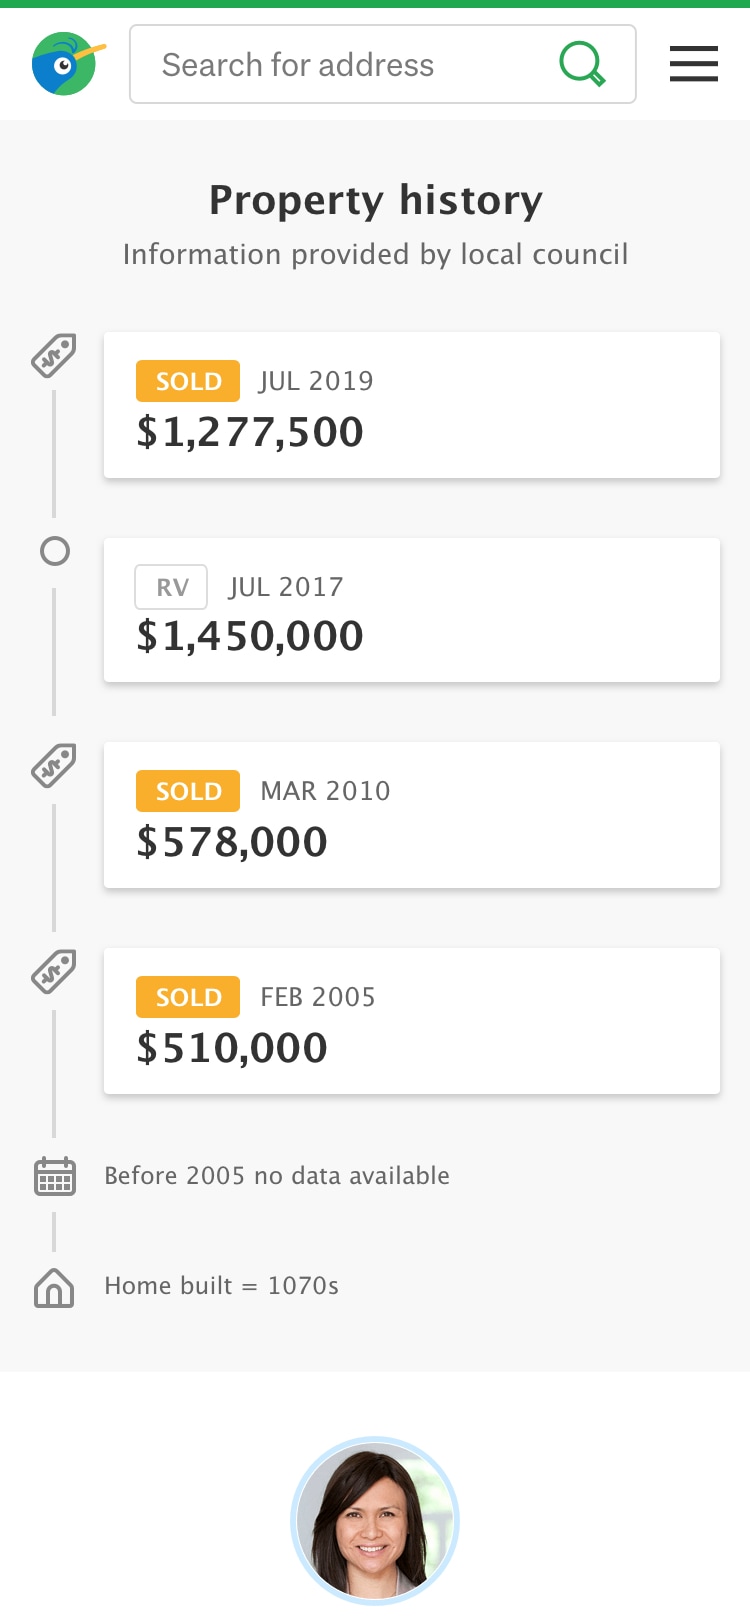 Search for address
Property history
Information provided by local council
SOLD JUL 2019
$1,277,500
RV JUL 2017
$1,450,000
SOLD MAR 2010
$578,000
SOLD FEB 2005
$510,000
Before 2005 no data available
Home built = 1070s